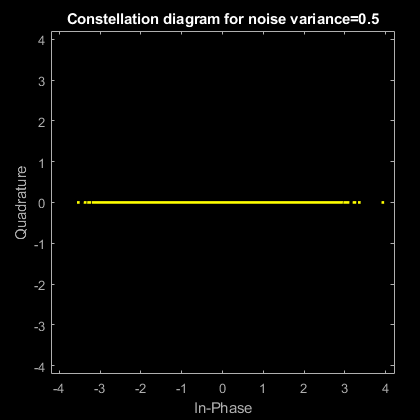 Constellation diagram for noise variance=0.5
4
3
2
1
0
-1
-2
-3
-4
Quadrature
-4 -3 -2 -1 0 1 2 3 4
In-Phase